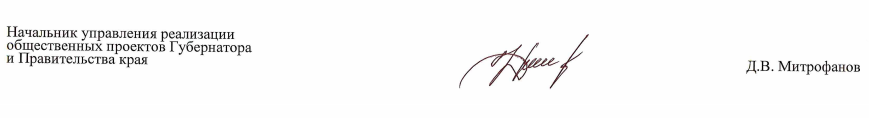 Начальник управления реализации
общественных проектов Губернатора
и Правительства края
Д.В. Митрофанов